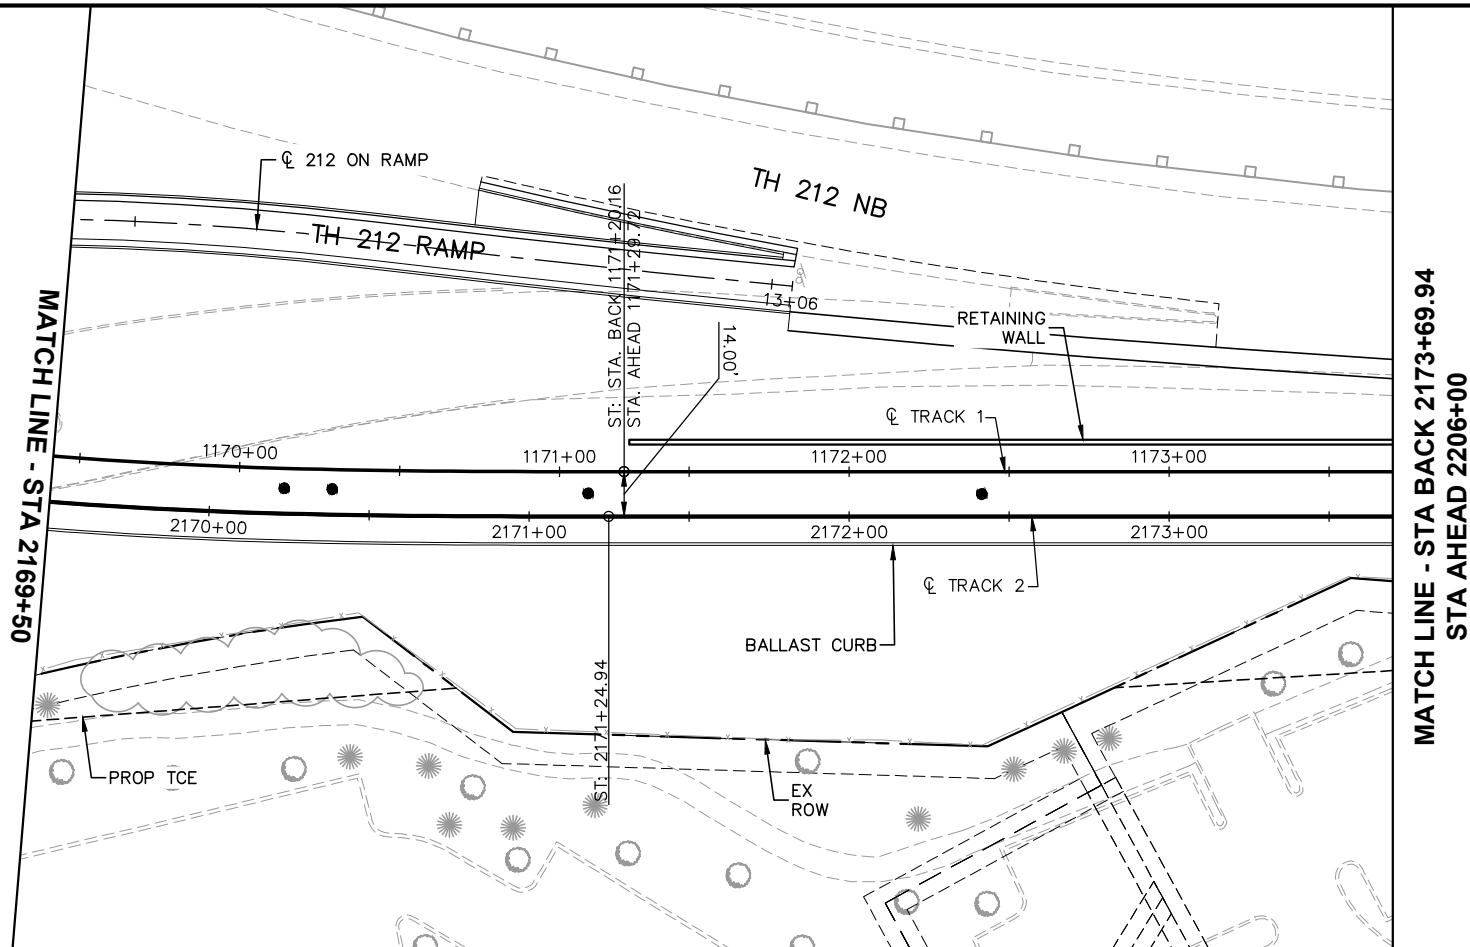 ℄ 212 ON RAMP
TH 212 NB
TH 212 RAMP
ST: STA. BACK 1171+20.16
STA. AHEAD 1171+29.72
13+06
14.00'
RETAINING
WALL
℄ TRACK 1
1170+00
1171+00
1172+00
1173+00
2170+00
2171+00
2172+00
2173+00
℄ TRACK 2
BALLAST CURB
ST: 2171+24.94
PROP TCE
EX
ROW
MATCH LINE - STA 2169+50
MATCH LINE - STA BACK 2173+69.94
STA AHEAD 2206+00